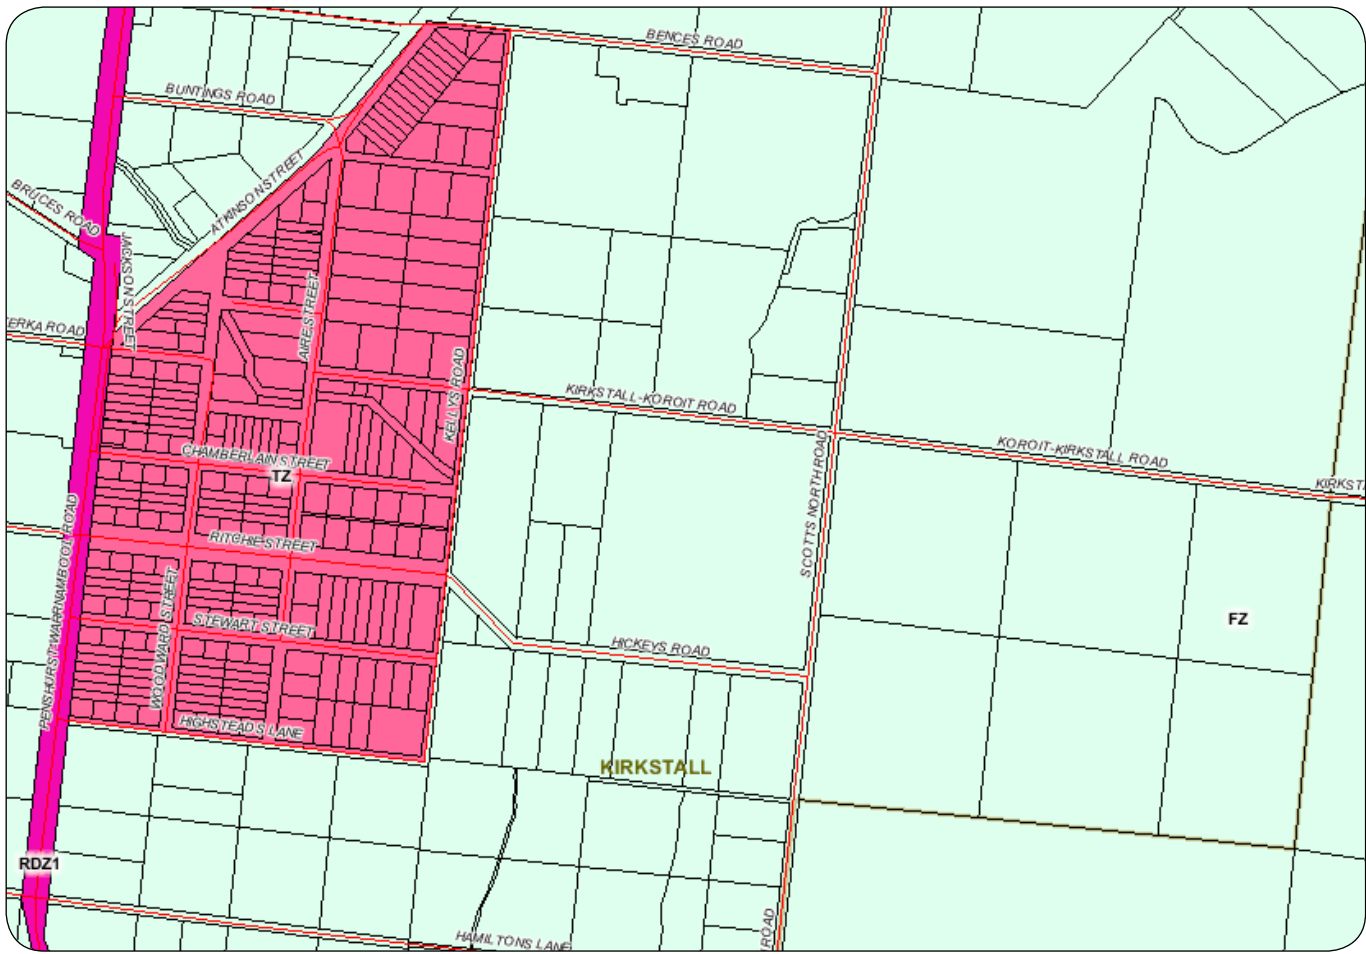 BENCES ROAD
BUNTINGS ROAD
ATKINSON STREET
BRUCES ROAD
JACKSON STREET
AIRE STREET
ERKA ROAD
KELLYS ROAD
KIRKSTALL-KOROIT ROAD
KOROIT-KIRKSTALL ROAD
SCOTTS NORTH ROAD
CHAMBERLAIN STREET
TZ
KIRKST
PENSHURST-WARRNAMBOOL ROAD
RITCHIE STREET
WOODWARD STREET
STEWART STREET
HICKEYS ROAD
FZ
HIGHSTEADS LANE
KIRKSTALL
RDZ1
HAMILTONS LANE
ROAD